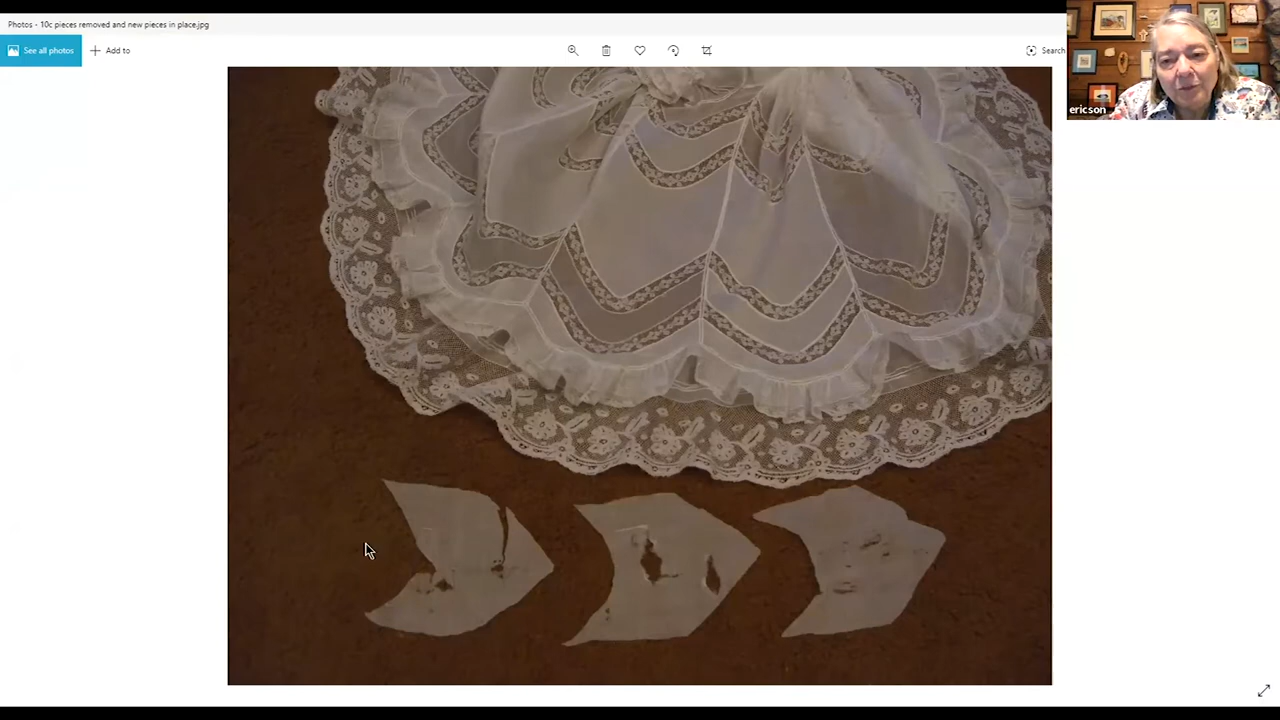 Photos - 10c pieces removed and new pieces in place.jpg
See all photos
Add to
Search
ericson